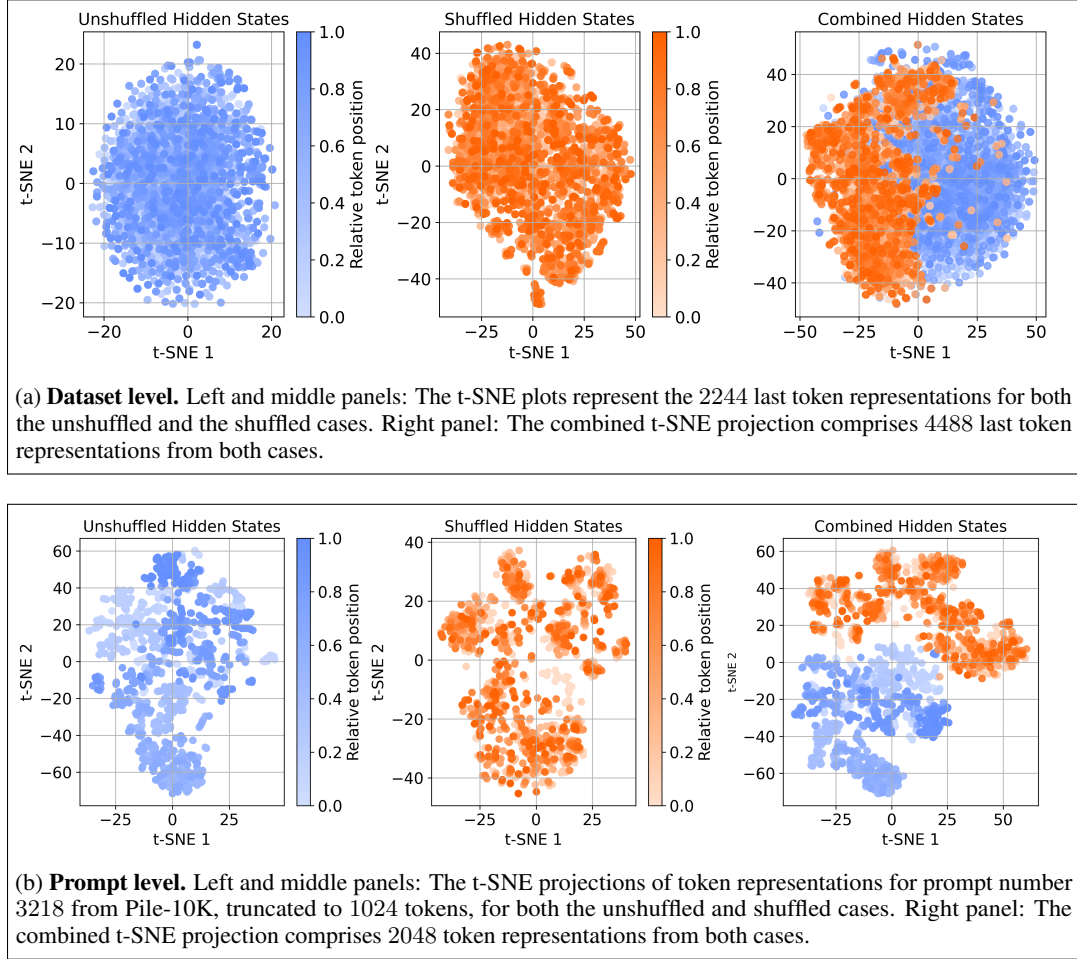 Unshuffled Hidden States
Shuffled Hidden States
Combined Hidden States
t-SNE 2
20
10
0
−10
−20
−20
0
20
t-SNE 1
1.0
0.8
0.6
0.4
0.2
0.0
Relative token position
t-SNE 2
40
20
0
−20
−40
−25
0
25
50
t-SNE 1
1.0
0.8
0.6
0.4
0.2
0.0
Relative token position
40
20
0
−20
−40
−50
−25
0
25
50
t-SNE 1
(a) Dataset level. Left and middle panels: The t-SNE plots represent the 2244 last token representations for both
the unshuffled and the shuffled cases. Right panel: The combined t-SNE projection comprises 4488 last token
representations from both cases.
Unshuffled Hidden States
Shuffled Hidden States
Combined Hidden States
t-SNE 2
60
40
20
0
−20
−40
−60
−25
0
25
t-SNE 1
1.0
0.8
0.6
0.4
0.2
0.0
Relative token position
t-SNE 2
40
20
0
−20
−40
−25
0
25
t-SNE 1
1.0
0.8
0.6
0.4
0.2
0.0
Relative token position
t-SNE 2
60
40
20
0
−20
−40
−60
−25
0
25
50
t-SNE 1
(b) Prompt level. Left and middle panels: The t-SNE projections of token representations for prompt number
3218 from Pile-10K, truncated to 1024 tokens, for both the unshuffled and shuffled cases. Right panel: The
combined t-SNE projection comprises 2048 token representations from both cases.